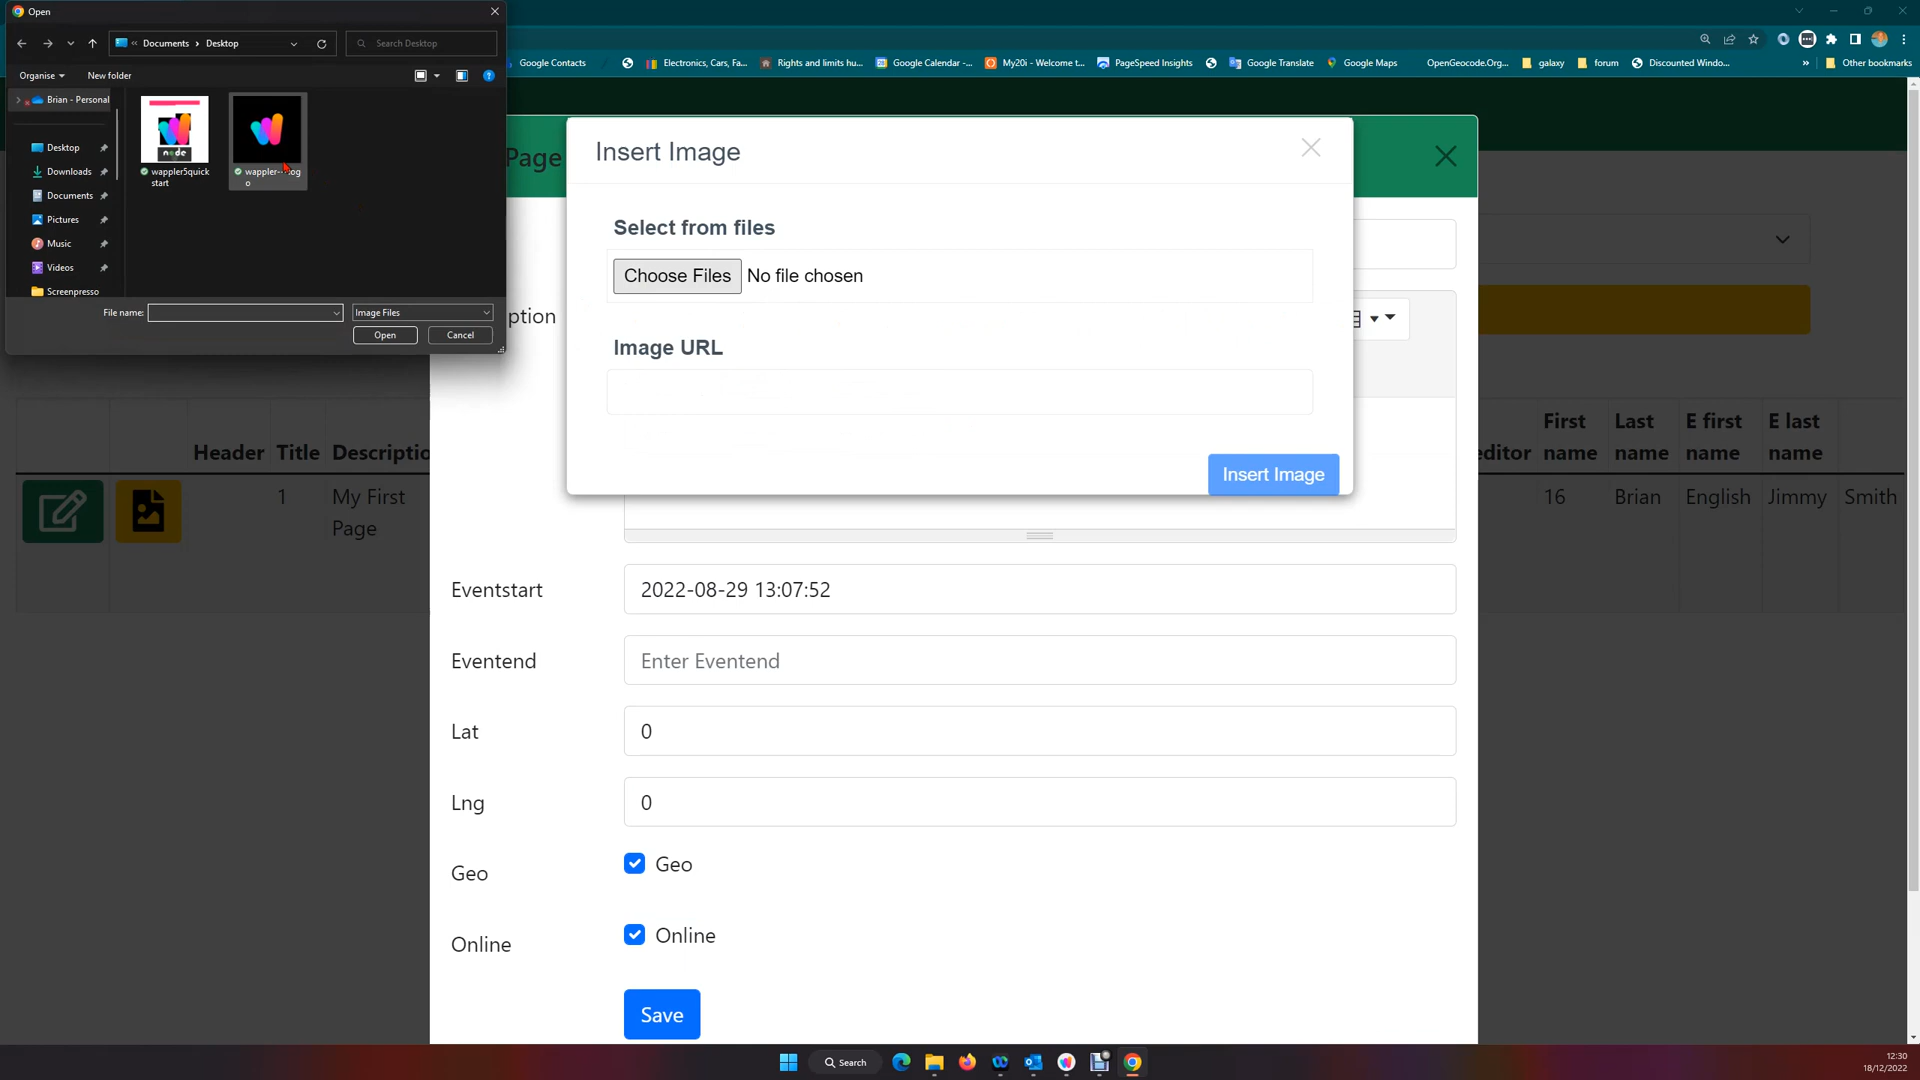 Open
Documents > Desktop
Search Desktop
Organise
New folder
Brian - Personal
Desktop
Downloads
Documents
Pictures
Music
Videos
Screenpresso
node
wappler5quick
start
File name:
Image Files
Open
Cancel
Google Contacts
Electronics, Cars, Fa...
Rights and limits hu...
Google Calendar -...
My20i - Welcome t...
PageSpeed Insights
Google Translate
Google Maps
OpenGeocode.Org...
galaxy
forum
Discounted Windo...
»
Other bookmarks
Page
Insert Image
Select from files
Choose Files No file chosen
Image URL
Insert Image
ption
Header Title Descriptio
editor First name Last name E first name E last name
1 My First Page
16 Brian English Jimmy Smith
Eventstart 2022-08-29 13:07:52
Eventend Enter Eventend
Lat 0
Lng 0
Geo Geo
Online Online
Save
Search
12:30
18/12/2022